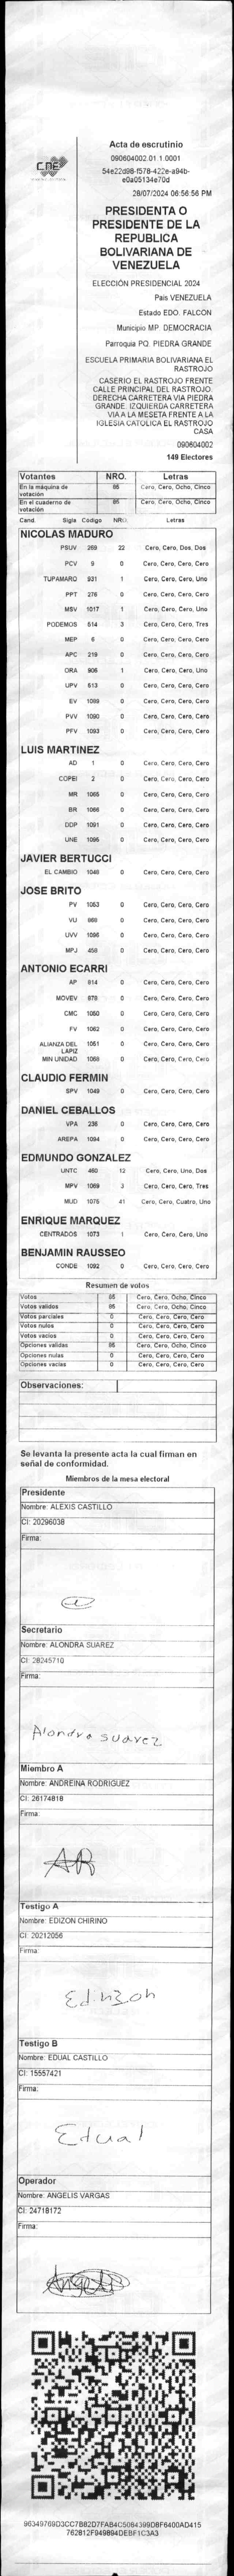 CNE
Acta de escrutinio
090604002.01.1.0001
54e22d98-f578-422e-a94b-
e0a05134e70d
28/07/2024 06:56:56 PM
PRESIDENTA O
PRESIDENTE DE LA
REPUBLICA
BOLIVARIANA DE
VENEZUELA
ELECCIÓN PRESIDENCIAL 2024
Pais VENEZUELA
Estado EDO. FALCON
Municipio MP. DEMOCRACIA
Parroquia PQ. PIEDRA GRANDE
ESCUELA PRIMARIA BOLIVARIANA EL
RASTROJO
CASERIO EL RASTROJO FRENTE
CALLE PRINCIPAL DEL RASTROJO.
DERECHA CARRETERA VIA PIEDRA
GRANDE. IZQUIERDA CARRETERA
VIA A LA MESETA FRENTE A LA
IGLESIA CATOLICA EL RASTROJO
CASA
090604002
149 Electores
Votantes NRO. Letras
En la máquina de votación 85 Cero, Cero, Ocho, Cinco
En el cuaderno de votación 85 Cero, Cero, Ocho, Cinco
Cand. Sigla Código NRO. Letras
NICOLAS MADURO
PSUV 269 22 Cero, Cero, Dos, Dos
PCV 9 0 Cero, Cero, Cero, Cero
TUPAMARO 931 1 Cero, Cero, Cero, Uno
PPT 276 0 Cero, Cero, Cero, Cero
MSV 1017 1 Cero, Cero, Cero, Uno
PODEMOS 514 3 Cero, Cero, Cero, Tres
MEP 6 0 Cero, Cero, Cero, Cero
APC 219 0 Cero, Cero, Cero, Cero
ORA 906 1 Cero, Cero, Cero, Uno
UPV 513 0 Cero, Cero, Cero, Cero
EV 1089 0 Cero, Cero, Cero, Cero
PVV 1090 0 Cero, Cero, Cero, Cero
PFV 1093 0 Cero, Cero, Cero, Cero
LUIS MARTINEZ
AD 1 0 Cero, Cero, Cero, Cero
COPEI 2 0 Cero, Cero, Cero, Cero
MR 1065 0 Cero, Cero, Cero, Cero
BR 1066 0 Cero, Cero, Cero, Cero
DDP 1091 0 Cero, Cero, Cero, Cero
UNE 1095 0 Cero, Cero, Cero, Cero
JAVIER BERTUCCI
EL CAMBIO 1046 0 Cero, Cero, Cero, Cero
JOSE BRITO
PV 1053 0 Cero, Cero, Cero, Cero
VU 868 0 Cero, Cero, Cero, Cero
UVV 1096 0 Cero, Cero, Cero, Cero
MPJ 458 0 Cero, Cero, Cero, Cero
ANTONIO ECARRI
AP 814 0 Cero, Cero, Cero, Cero
MOVEV 878 0 Cero, Cero, Cero, Cero
CMC 1050 0 Cero, Cero, Cero, Cero
FV 1062 0 Cero, Cero, Cero, Cero
ALIANZA DEL LAPIZ 1051 0 Cero, Cero, Cero, Cero
MIN UNIDAD 1068 0 Cero, Cero, Cero, Cero
CLAUDIO FERMIN
SPV 1049 0 Cero, Cero, Cero, Cero
DANIEL CEBALLOS
VPA 236 0 Cero, Cero, Cero, Cero
AREPA 1094 0 Cero, Cero, Cero, Cero
EDMUNDO GONZALEZ
UNTC 460 12 Cero, Cero, Uno, Dos
MPV 1069 3 Cero, Cero, Cero, Tres
MUD 1075 41 Cero, Cero, Cuatro, Uno
ENRIQUE MARQUEZ
CENTRADOS 1073 1 Cero, Cero, Cero, Uno
BENJAMIN RAUSSEO
CONDE 1092 0 Cero, Cero, Cero, Cero
Resumen de votos
Votos 85 Cero, Cero, Ocho, Cinco
Votos validos 85 Cero, Cero, Ocho, Cinco
Votos parciales 0 Cero, Cero, Cero, Cero
Votos nulos 0 Cero, Cero, Cero, Cero
Votos vacios 0 Cero, Cero, Cero, Cero
Opciones validas 85 Cero, Cero, Ocho, Cinco
Opciones nulas 0 Cero, Cero, Cero, Cero
Opciones vacias 0 Cero, Cero, Cero, Cero
Observaciones:
Se levanta la presente acta la cual firman en
señal de conformidad.
Miembros de la mesa electoral
Presidente
Nombre: ALEXIS CASTILLO
CI: 20296038
Firma:
Secretario
Nombre: ALONDRA SUAREZ
CI: 28245710
Firma:
Alondra suarez
Miembro A
Nombre: ANDREINA RODRIGUEZ
CI: 26174818
Firma:
AR
Testigo A
Nombre: EDIZON CHIRINO
CI: 20212056
Firma:
Edinzon
Testigo B
Nombre: EDUAL CASTILLO
CI: 15557421
Firma:
Edual
Operador
Nombre: ANGELIS VARGAS
CI: 24718172
Firma:
Angelis
96349769D3CC7B82D7FAB4C5084399D8F6400AD415
762812F949894DEBF1C3A3